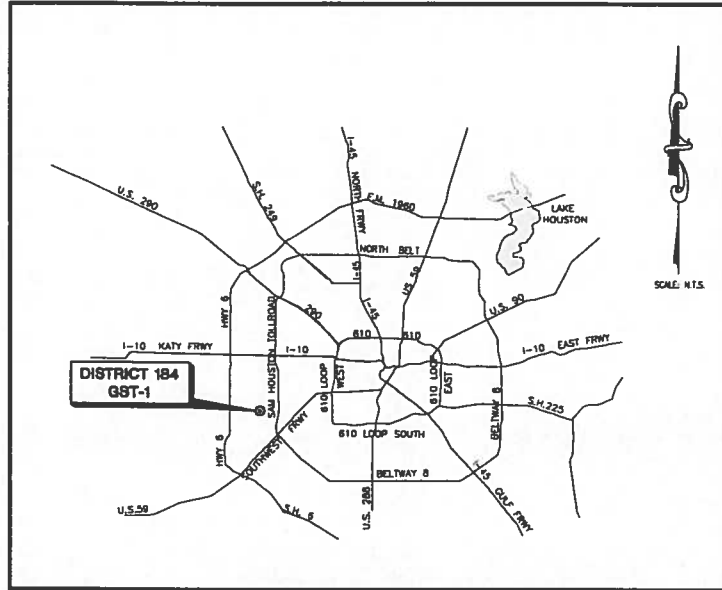 I-45
NORTH FRWY
S.H. 249
U.S. 290
F.M. 1960
LAKE
HOUSTON
NORTH BELT
SCALE: N.T.S.
I-45
US. 59
HWY 6
SAM HOUSTON TOLLROAD
290
I-45
U.S. 90
610
610
I-10 KATY FRWY
I-10
I-10 EAST FRWY
DISTRICT 184
GST-1
610 LOOP
WEST
610 LOOP
EAST
BELTWAY 8
S.H.225
HWY 6
SOUTHWEST FRWY
610 LOOP SOUTH
BELTWAY 8
I-45
GULF FRWY
U.S.59
S.H. 6
U.S. 288